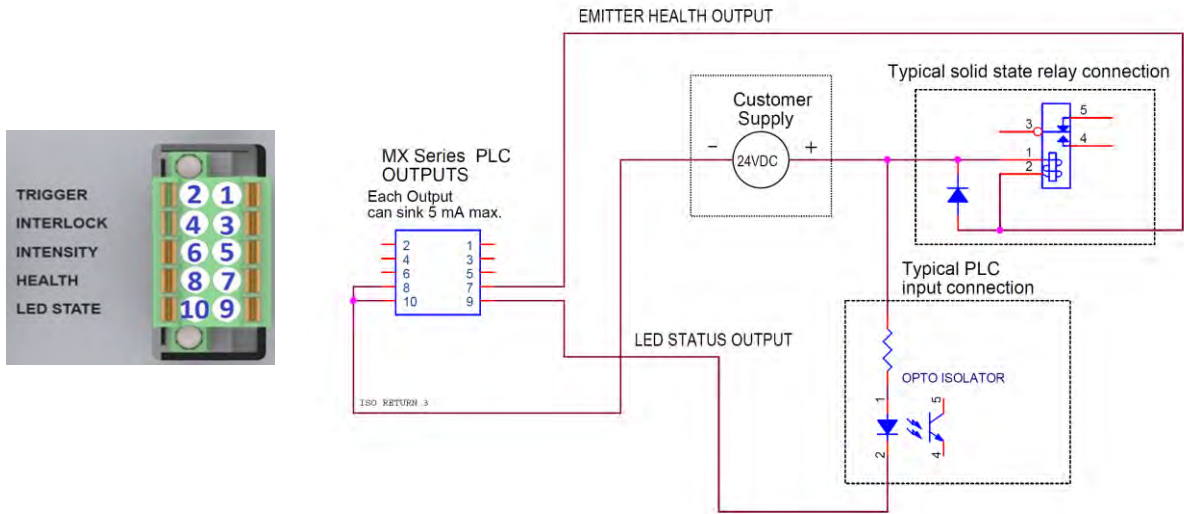 TRIGGER
INTERLOCK
INTENSITY
HEALTH
LED STATE
2 1
4 3
6 5
8 7
10 9
EMITTER HEALTH OUTPUT
MX Series PLC
OUTPUTS
Each Output
can sink 5 mA max.
2 1
4 3
6 5
8 7
10 9
ISO RETURN 3
Customer
Supply
- +
24VDC
Typical solid state relay connection
3
5
4
1
2
LED STATUS OUTPUT
Typical PLC
input connection
OPTO ISOLATOR
1
5
2
4